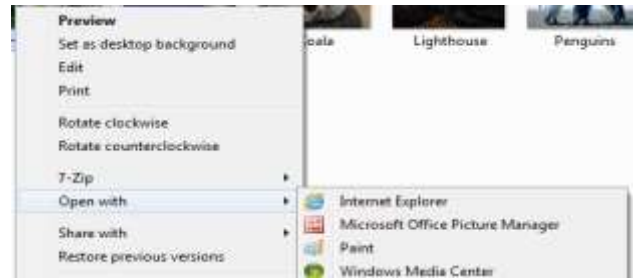 Preview
Set as desktop background
Edit
Print
Rotate clockwise
Rotate counterclockwise
7-Zip
Open with
Share with
Restore previous versions
oala
Lighthouse
Penguins
Internet Explorer
Microsoft Office Picture Manager
Paint
Windows Media Center